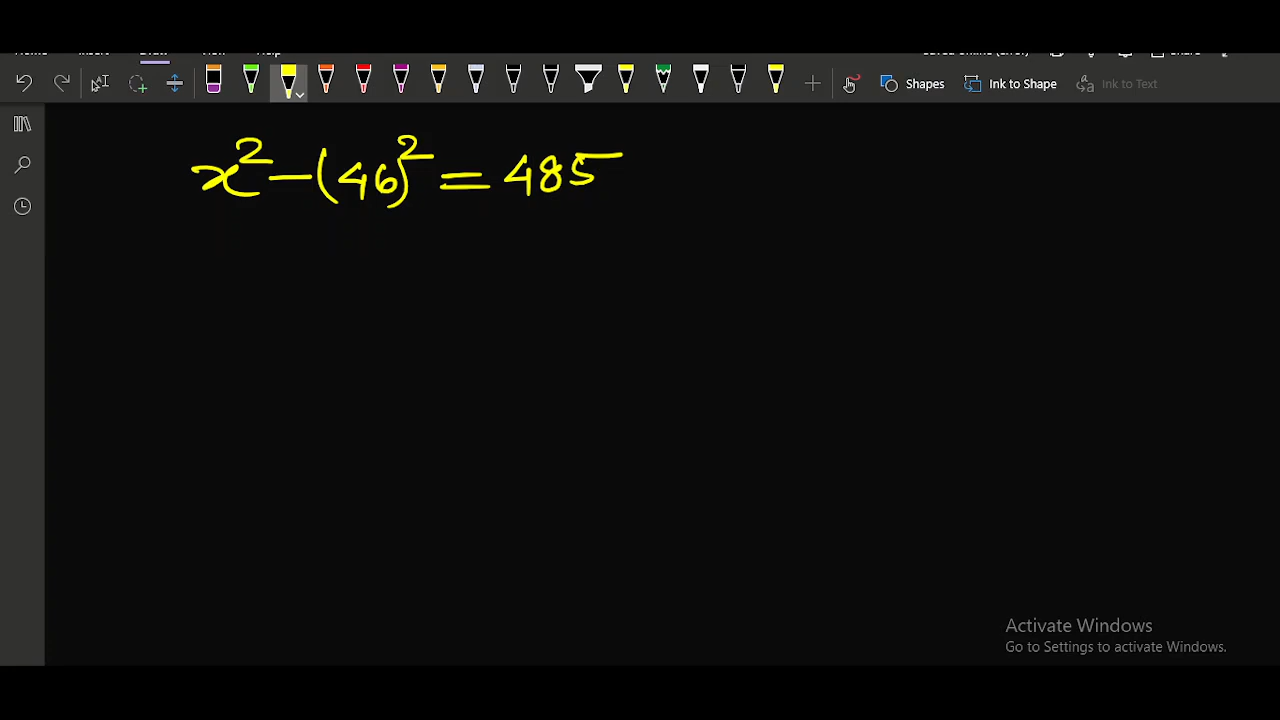 Share
Shapes
Ink to Shape
Ink to Text
x² – (46)² = 485
Activate Windows
Go to Settings to activate Windows.